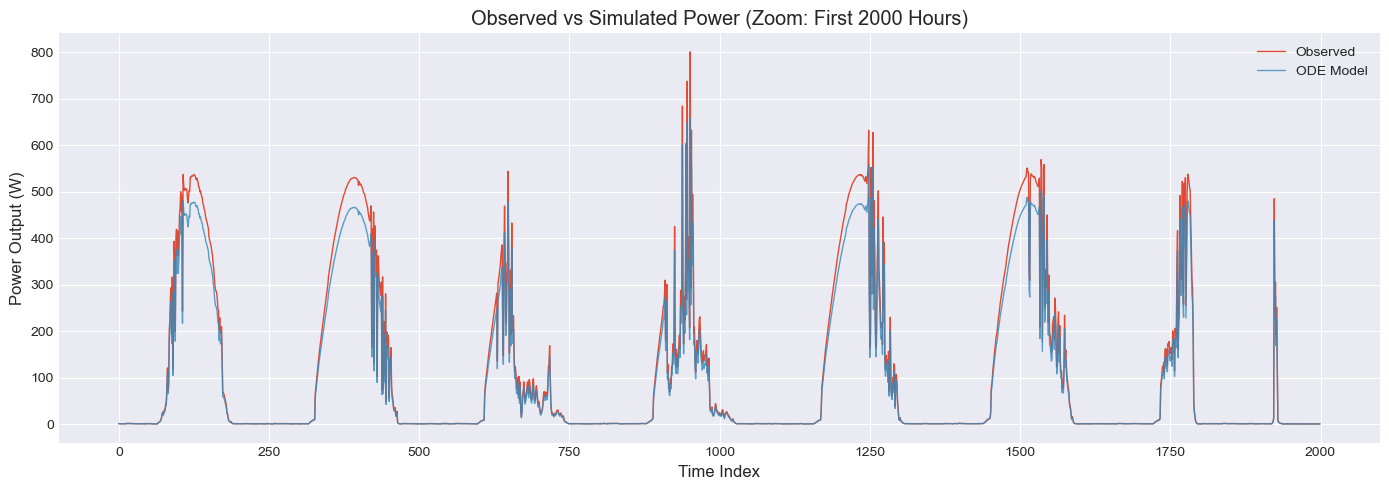 Observed vs Simulated Power (Zoom: First 2000 Hours)
Observed
ODE Model
Power Output (W)
800
700
600
500
400
300
200
100
0
0 250 500 750 1000 1250 1500 1750 2000
Time Index